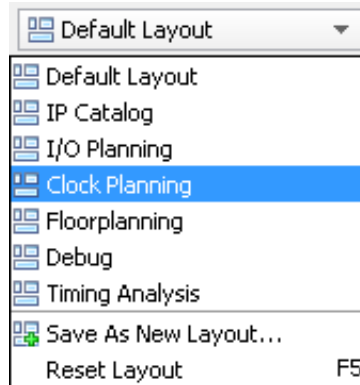 Default Layout
Default Layout
IP Catalog
I/O Planning
Clock Planning
Floorplanning
Debug
Timing Analysis
Save As New Layout...
Reset Layout F5